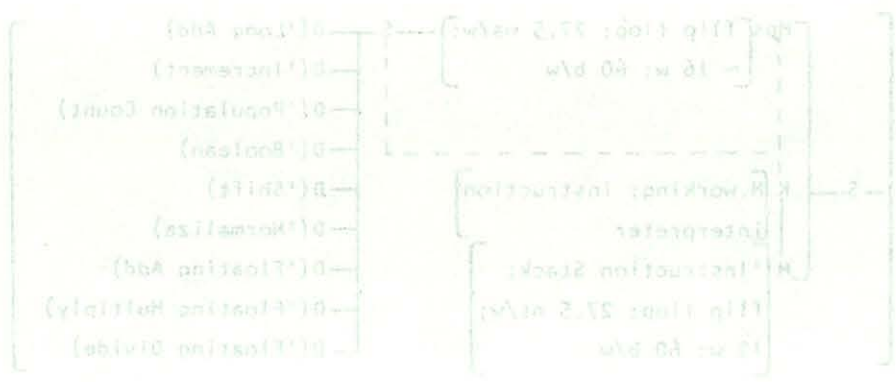 Mps flip flop; 27.5 ns/w; S D('Long Add)
~ 16 w; 60 b/w D('Increment)
D('Population Count)
D('Boolean)
S K M.working; instruction D('Shift)
interpreter D('Normalize)
M('Instruction Stack; D('Floating Add)
flip flop; 27.5 ns/w; D('Floating Multiply)
w; 60 b/w D('Floating Divide)